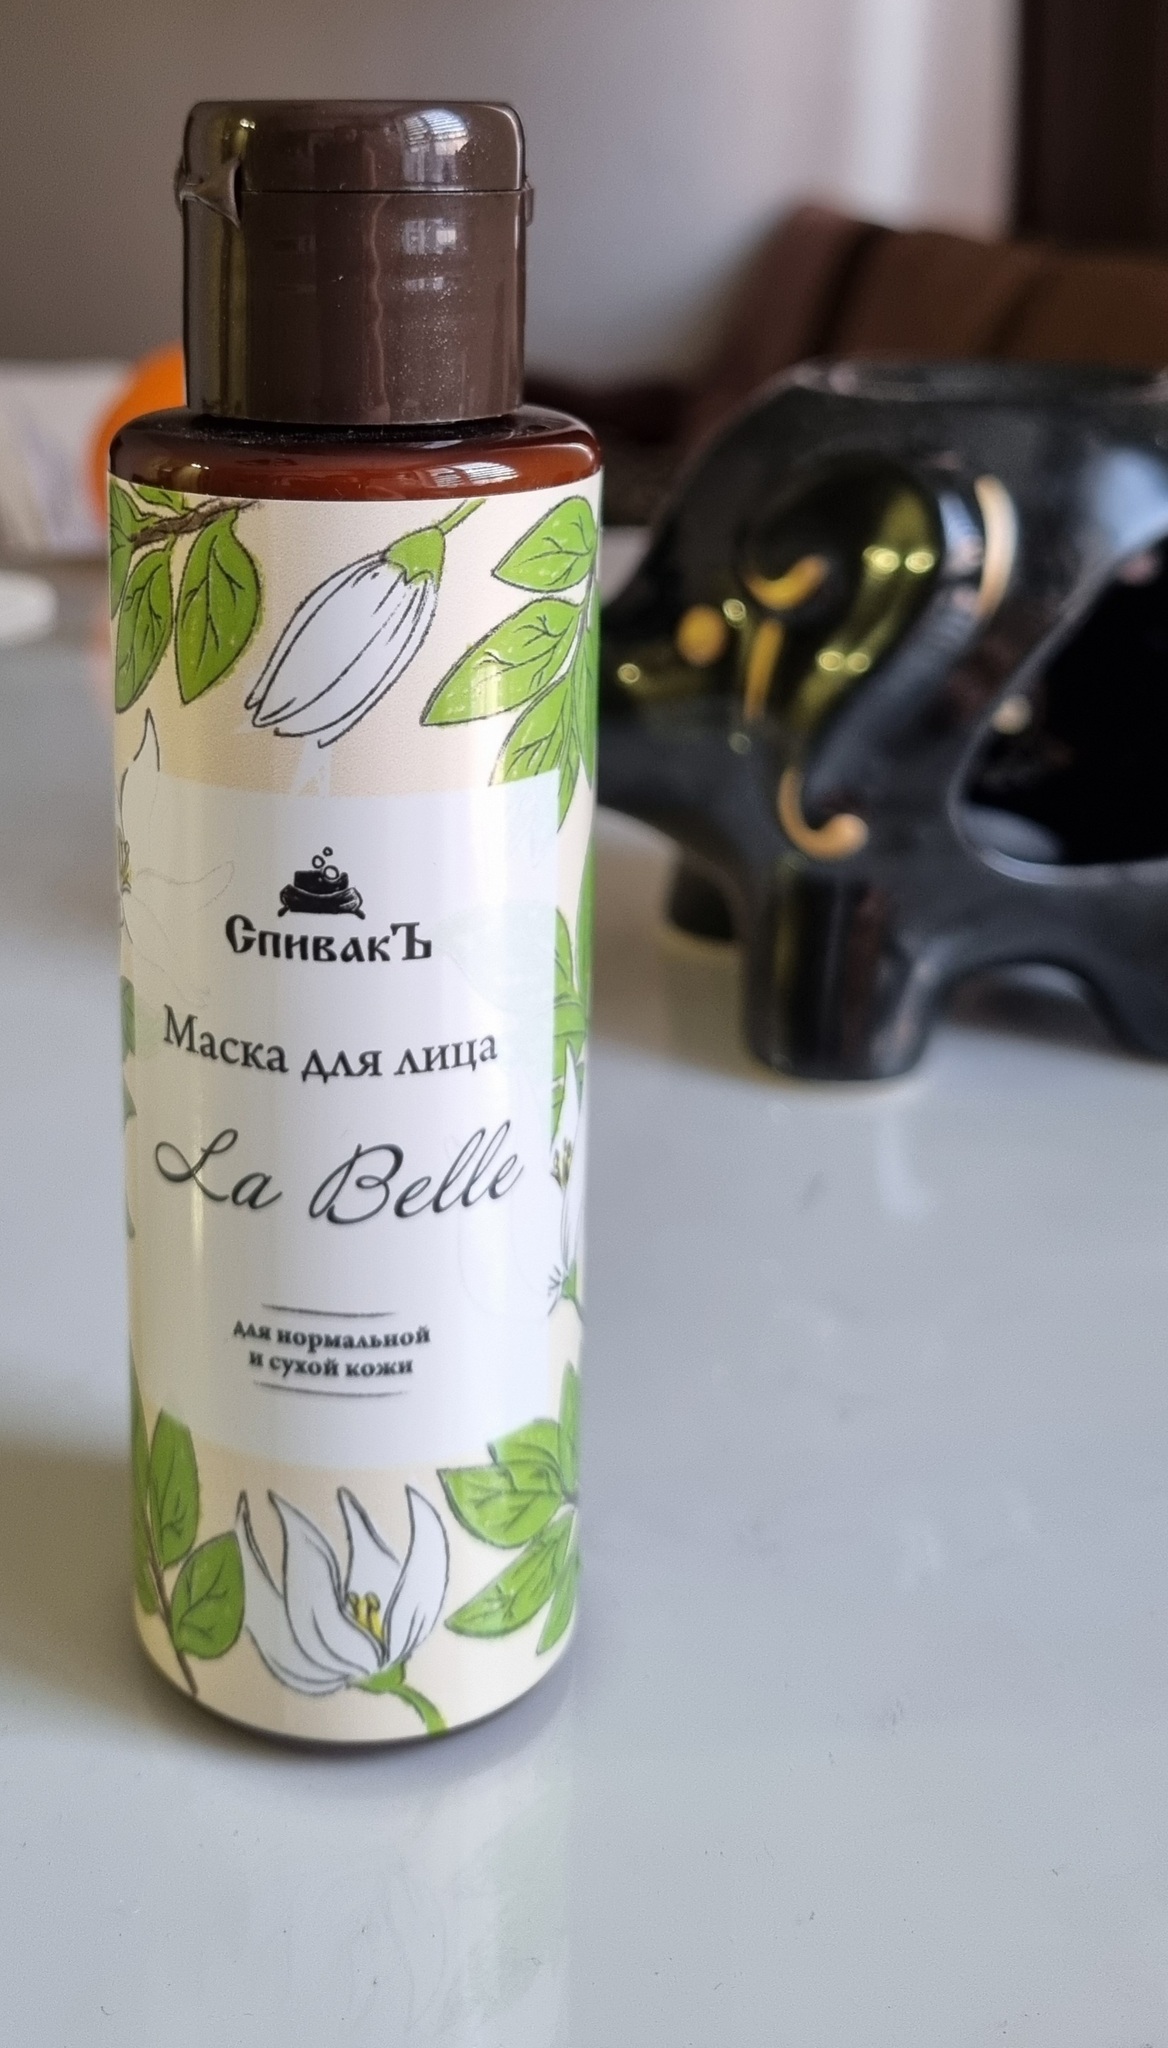 СпивакЪ
Маска для лица
La Belle
для нормальной
и сухой кожи